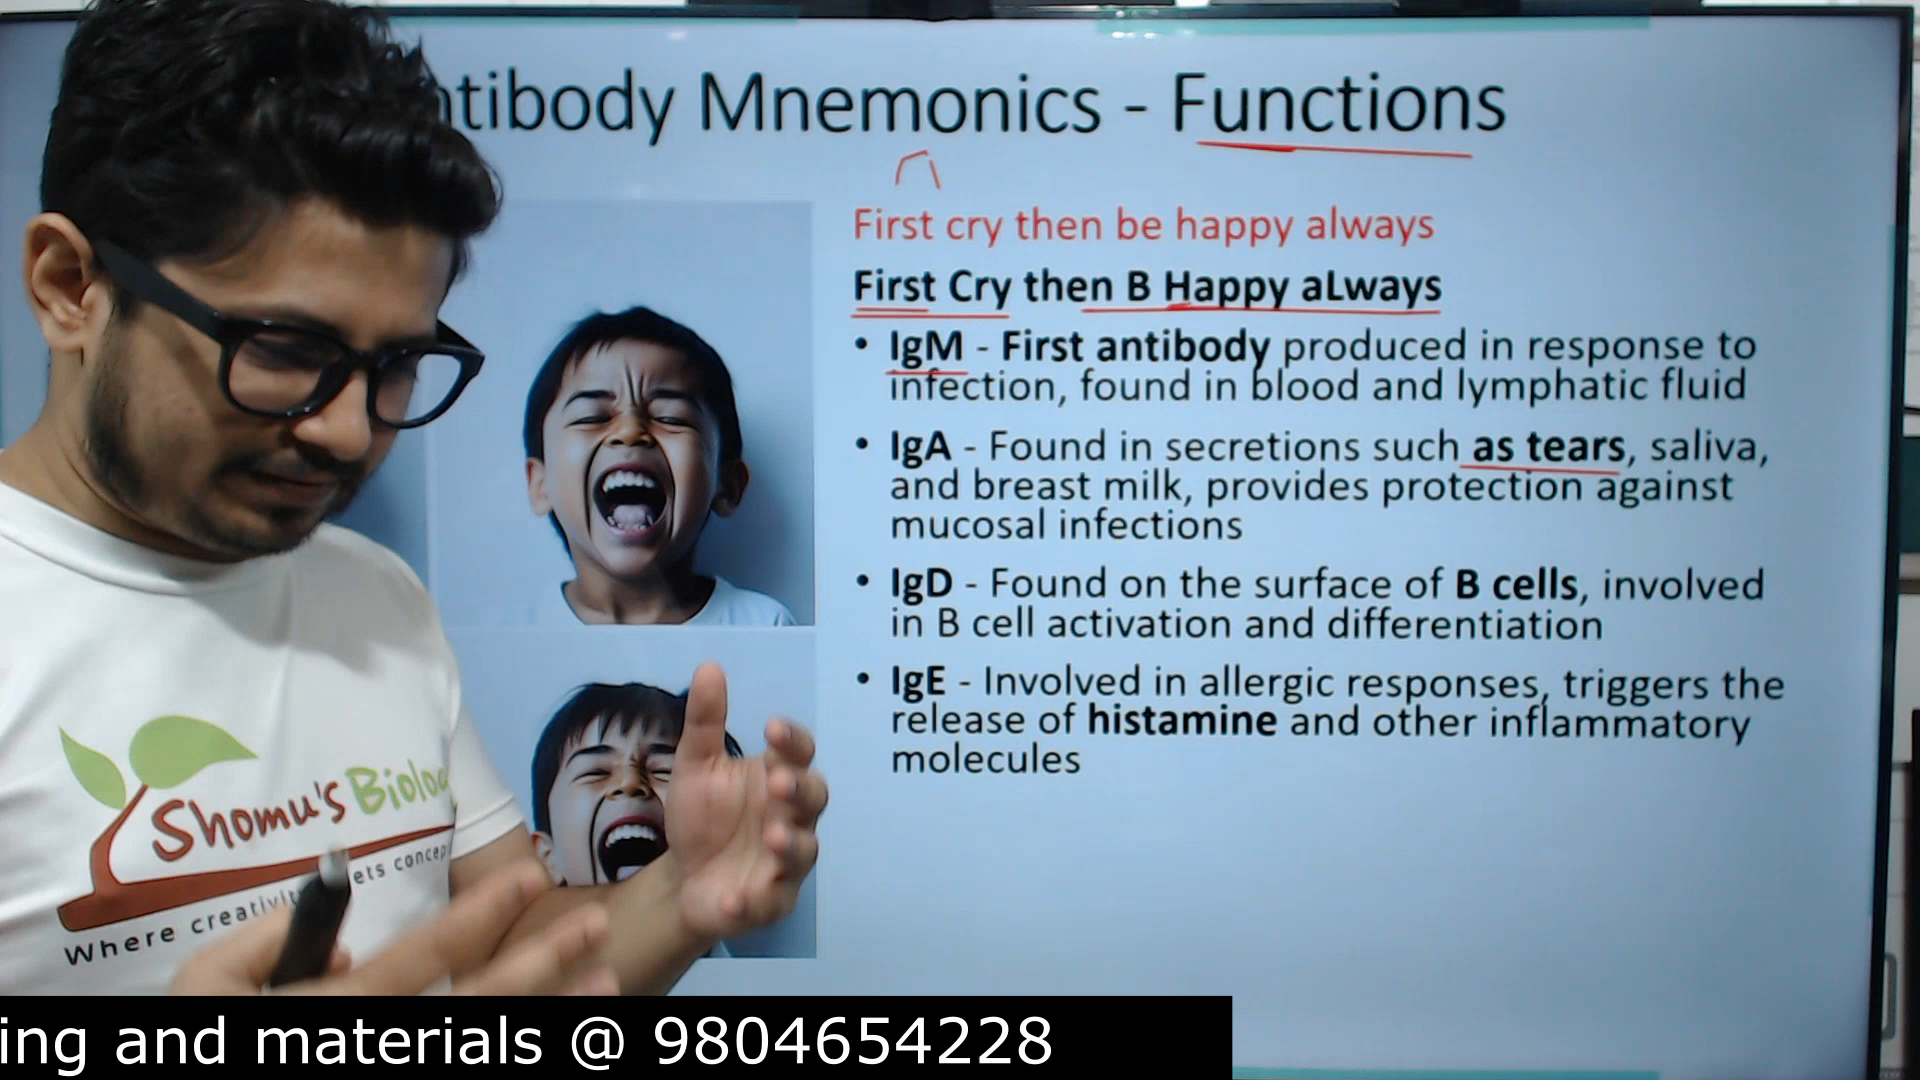 ntibody Mnemonics - Functions
First cry then be happy always
First Cry then B Happy aLways
• IgM - First antibody produced in response to
infection, found in blood and lymphatic fluid
• IgA - Found in secretions such as tears, saliva,
and breast milk, provides protection against
mucosal infections
• IgD - Found on the surface of B cells, involved
in B cell activation and differentiation
• IgE - Involved in allergic responses, triggers the
release of histamine and other inflammatory
molecules
Shomu's Biolog
Where creativit ets concep
ing and materials @ 9804654228